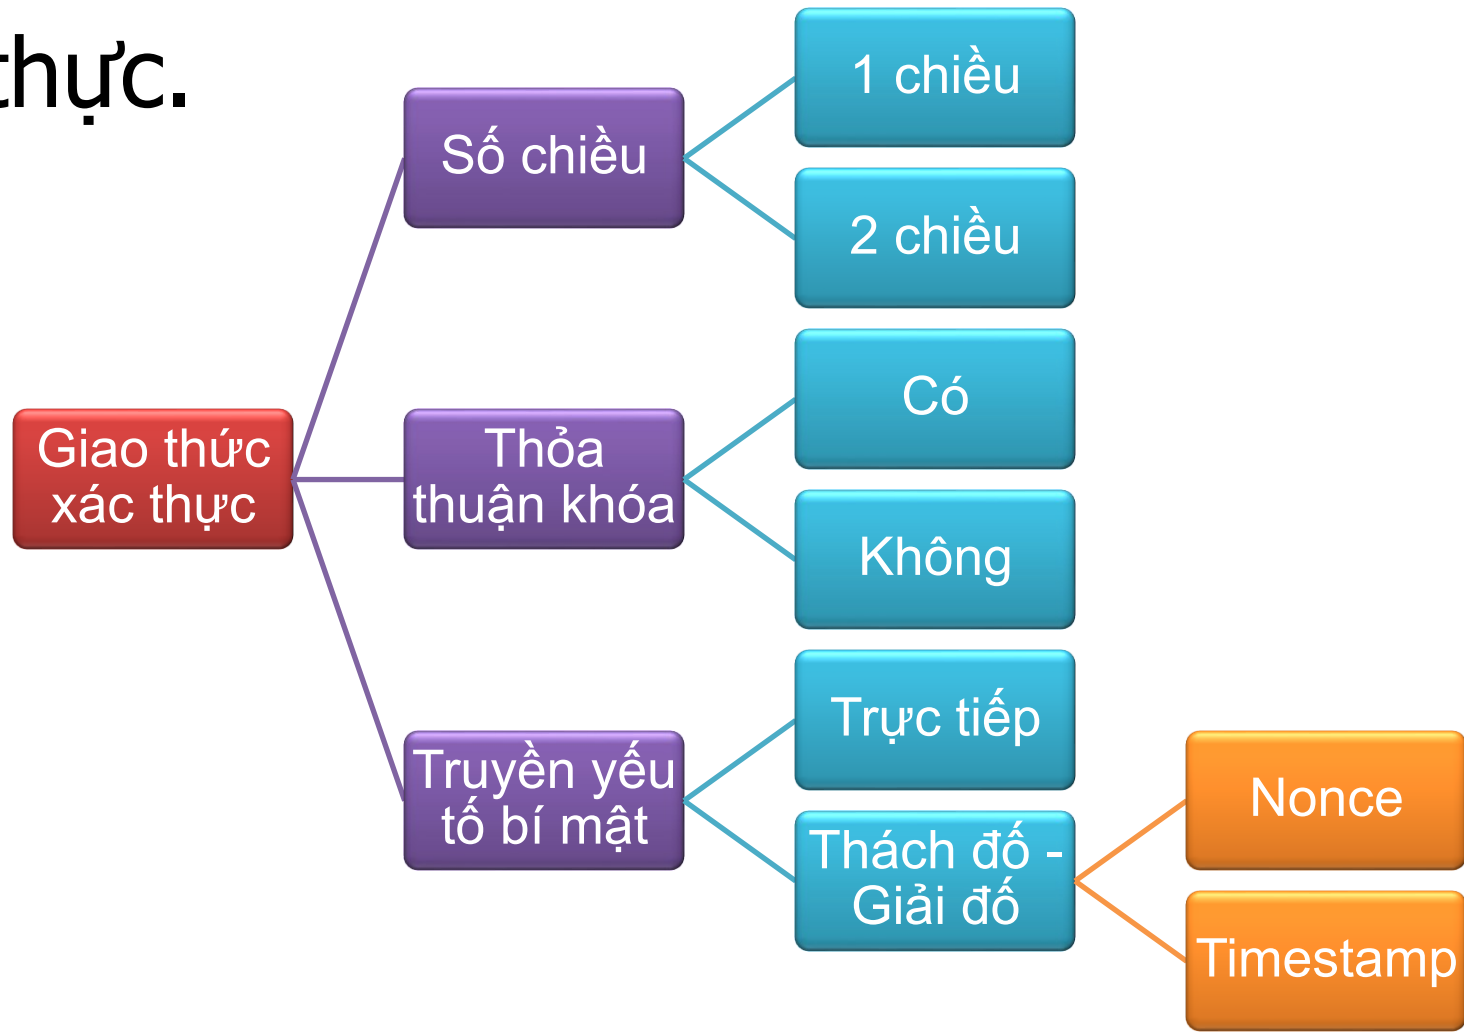 thực.
Giao thức
xác thực
Số chiều
1 chiều
2 chiều
Thỏa
thuận khóa
Có
Không
Truyền yếu
tố bí mật
Trực tiếp
Thách đố -
Giải đố
Nonce
Timestamp